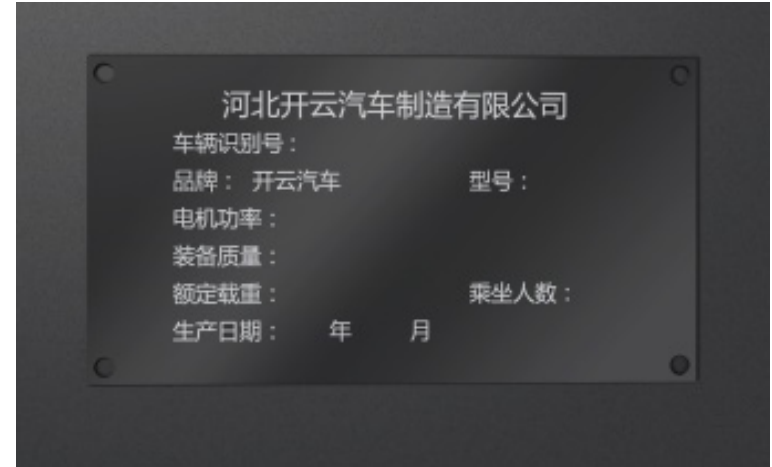 河北开云汽车制造有限公司
车辆识别号：
品牌： 开云汽车 型号：
电机功率：
装备质量：
额定载重： 乘坐人数：
生产日期： 年 月